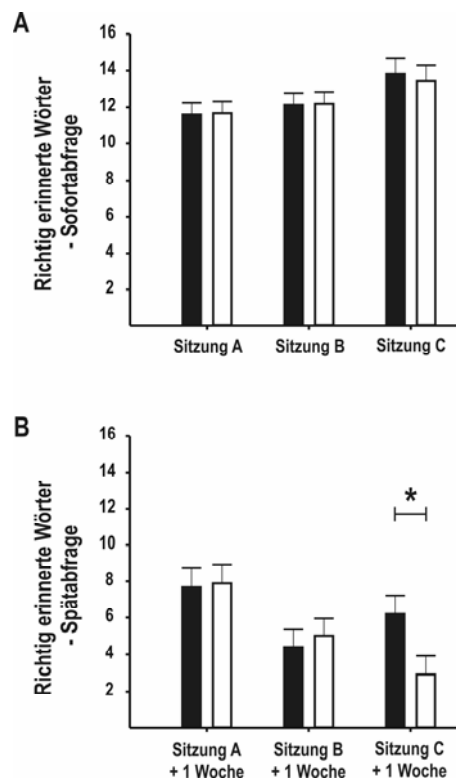 A
Richtig erinnerte Wörter
- Sofortabfrage
16
14
12
10
8
6
4
2
Sitzung A
Sitzung B
Sitzung C
B
Richtig erinnerte Wörter
- Spätabfrage
16
14
12
10
8
6
4
2
*
Sitzung A
+ 1 Woche
Sitzung B
+ 1 Woche
Sitzung C
+ 1 Woche